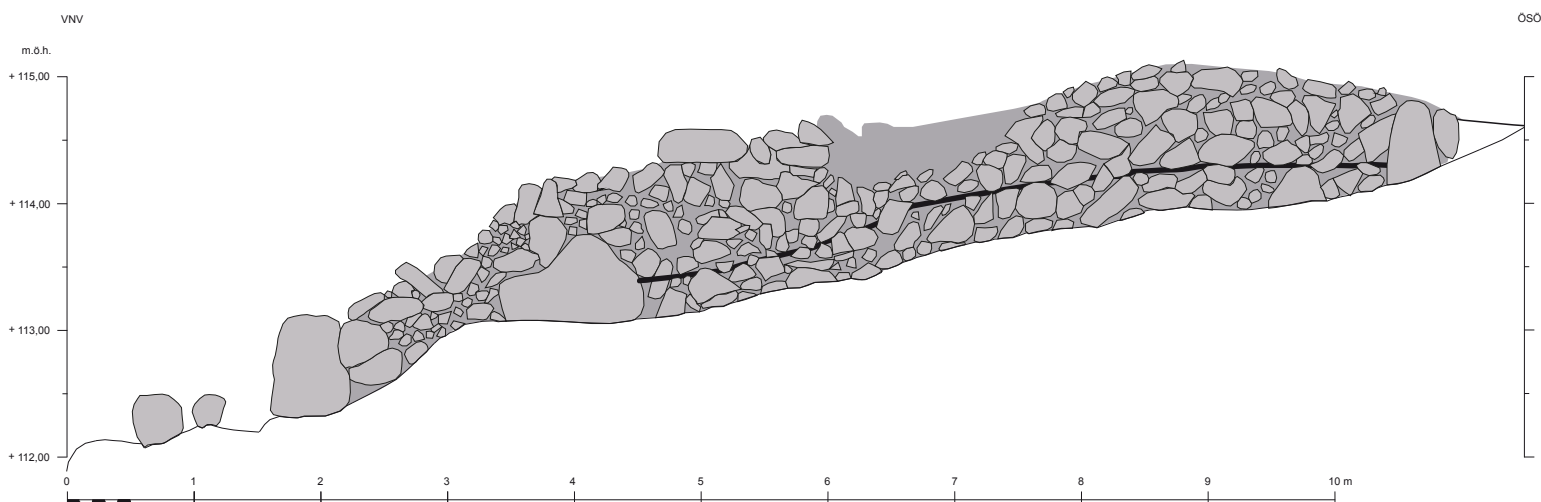 VNV ÖSÖ
m.ö.h.
+ 115,00
+ 114,00
+ 113,00
+ 112,00
0 1 2 3 4 5 6 7 8 9 10 m